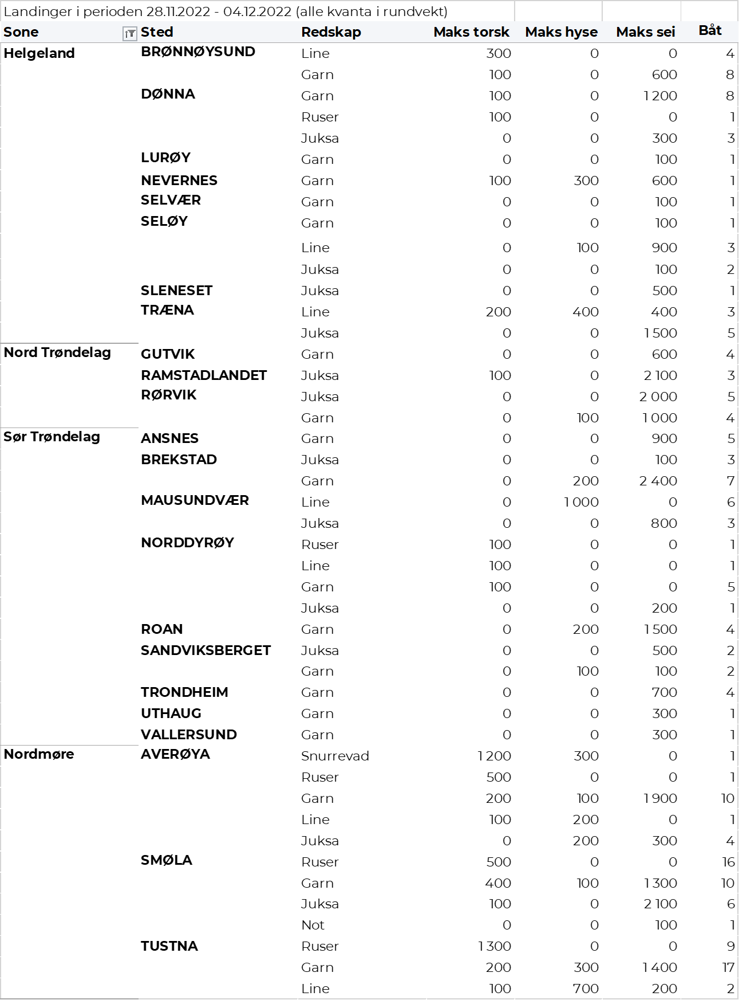 Landinger i perioden 28.11.2022 - 04.12.2022 (alle kvanta i rundvekt)
Sone Sted Redskap Maks torsk Maks hyse Maks sei Båt
Helgeland BRØNNØYSUND Line 300 0 0 4
Garn 100 0 600 8
DØNNA Garn 100 0 1 200 8
Ruser 100 0 0 1
Juksa 0 0 300 3
LURØY Garn 0 0 100 1
NEVERNES Garn 100 300 600 1
SELVÆR Garn 0 0 100 1
SELØY Garn 0 0 100 1
Line 0 100 900 3
Juksa 0 0 100 2
SLENESET Juksa 0 0 500 1
TRÆNA Line 200 400 400 3
Juksa 0 0 1 500 5
Nord Trøndelag GUTVIK Garn 0 0 600 4
RAMSTADLANDET Juksa 100 0 2 100 3
RØRVIK Juksa 0 0 2 000 5
Garn 0 100 1 000 4
Sør Trøndelag ANSNES Garn 0 0 900 5
BREKSTAD Juksa 0 0 100 3
Garn 0 200 2 400 7
MAUSUNDVÆR Line 0 1 000 0 6
Juksa 0 0 800 3
NORDDYRØY Ruser 100 0 0 1
Line 100 0 0 1
Garn 100 0 0 5
Juksa 0 0 200 1
ROAN Garn 0 200 1 500 4
SANDVIKSBERGET Juksa 0 0 500 2
Garn 0 100 100 2
TRONDHEIM Garn 0 0 700 4
UTHAUG Garn 0 0 300 1
VALLERSUND Garn 0 0 300 1
Nordmøre AVERØYA Snurrevad 1 200 300 0 1
Ruser 500 0 0 1
Garn 200 100 1 900 10
Line 100 200 0 1
Juksa 0 200 300 4
SMØLA Ruser 500 0 0 16
Garn 400 100 1 300 10
Juksa 100 0 2 100 6
Not 0 0 100 1
TUSTNA Ruser 1 300 0 0 9
Garn 200 300 1 400 17
Line 100 700 200 2